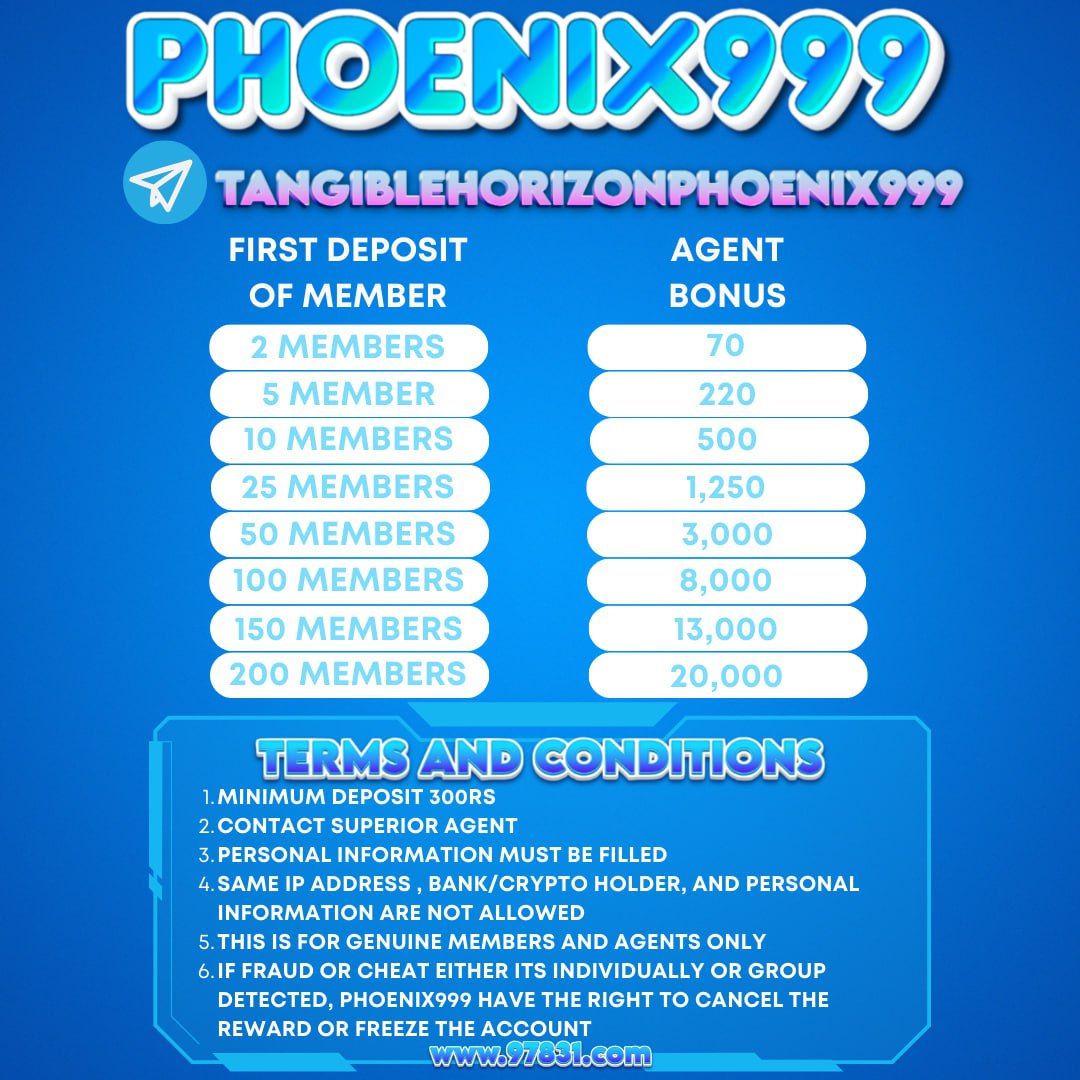 PHOENIX999
TANGIBLEHORIZONPHOENIX999
FIRST DEPOSIT
OF MEMBER
AGENT
BONUS
2 MEMBERS 70
5 MEMBER 220
10 MEMBERS 500
25 MEMBERS 1,250
50 MEMBERS 3,000
100 MEMBERS 8,000
150 MEMBERS 13,000
200 MEMBERS 20,000
TERMS AND CONDITIONS
1. MINIMUM DEPOSIT 300RS
2. CONTACT SUPERIOR AGENT
3. PERSONAL INFORMATION MUST BE FILLED
4. SAME IP ADDRESS , BANK/CRYPTO HOLDER, AND PERSONAL
INFORMATION ARE NOT ALLOWED
5. THIS IS FOR GENUINE MEMBERS AND AGENTS ONLY
6. IF FRAUD OR CHEAT EITHER ITS INDIVIDUALLY OR GROUP
DETECTED, PHOENIX999 HAVE THE RIGHT TO CANCEL THE
REWARD OR FREEZE THE ACCOUNT
www.97831.com